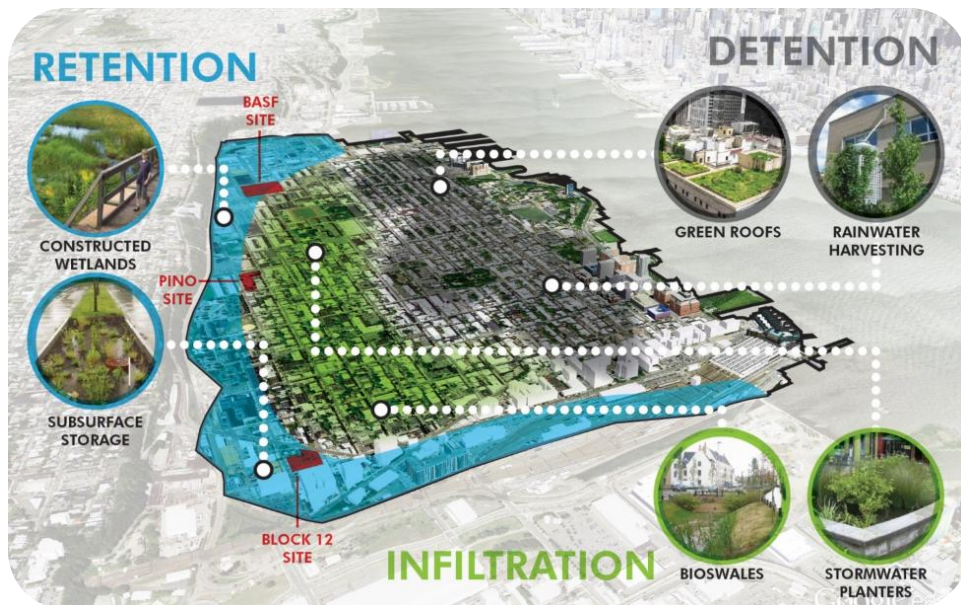 RETENTION
DETENTION
BASF
SITE
CONSTRUCTED
WETLANDS
GREEN ROOFS
RAINWATER
HARVESTING
PINO
SITE
SUBSURFACE
STORAGE
BLOCK 12
SITE
INFILTRATION
BIOSWALES
STORMWATER
PLANTERS